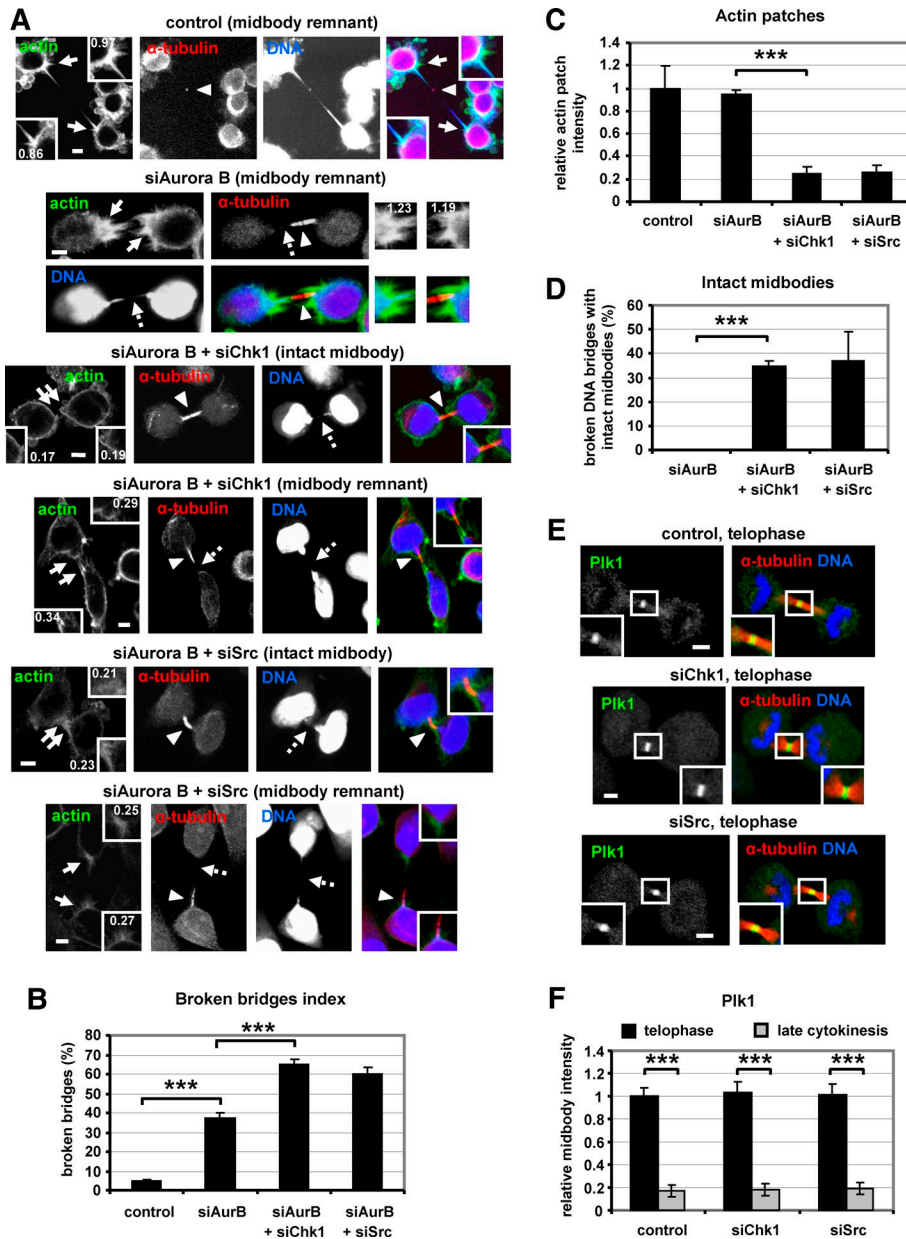 A
control (midbody remnant)
actin
0.97
α-tubulin
DNA
0.86
siAurora B (midbody remnant)
actin
α-tubulin
1.23
1.19
DNA
siAurora B + siChk1 (intact midbody)
actin
α-tubulin
DNA
0.17
0.19
siAurora B + siChk1 (midbody remnant)
actin
0.29
α-tubulin
DNA
0.34
siAurora B + siSrc (intact midbody)
actin
0.21
α-tubulin
DNA
0.23
siAurora B + siSrc (midbody remnant)
actin
0.25
α-tubulin
DNA
0.27
B
Broken bridges index
broken bridges (%)
80
70
60
50
40
30
20
10
0
***
***
control
siAurB
siAurB + siChk1
siAurB + siSrc
C
Actin patches
relative actin patch intensity
1.4
1.2
1
0.8
0.6
0.4
0.2
0
***
control
siAurB
siAurB + siChk1
siAurB + siSrc
D
Intact midbodies
broken DNA bridges with intact midbodies (%)
60
50
40
30
20
10
0
***
siAurB
siAurB + siChk1
siAurB + siSrc
E
control, telophase
Plk1
α-tubulin DNA
siChk1, telophase
Plk1
α-tubulin DNA
siSrc, telophase
Plk1
α-tubulin DNA
F
Plk1
telophase
late cytokinesis
relative midbody intensity
1.4
1.2
1
0.8
0.6
0.4
0.2
0
***
***
***
control
siChk1
siSrc